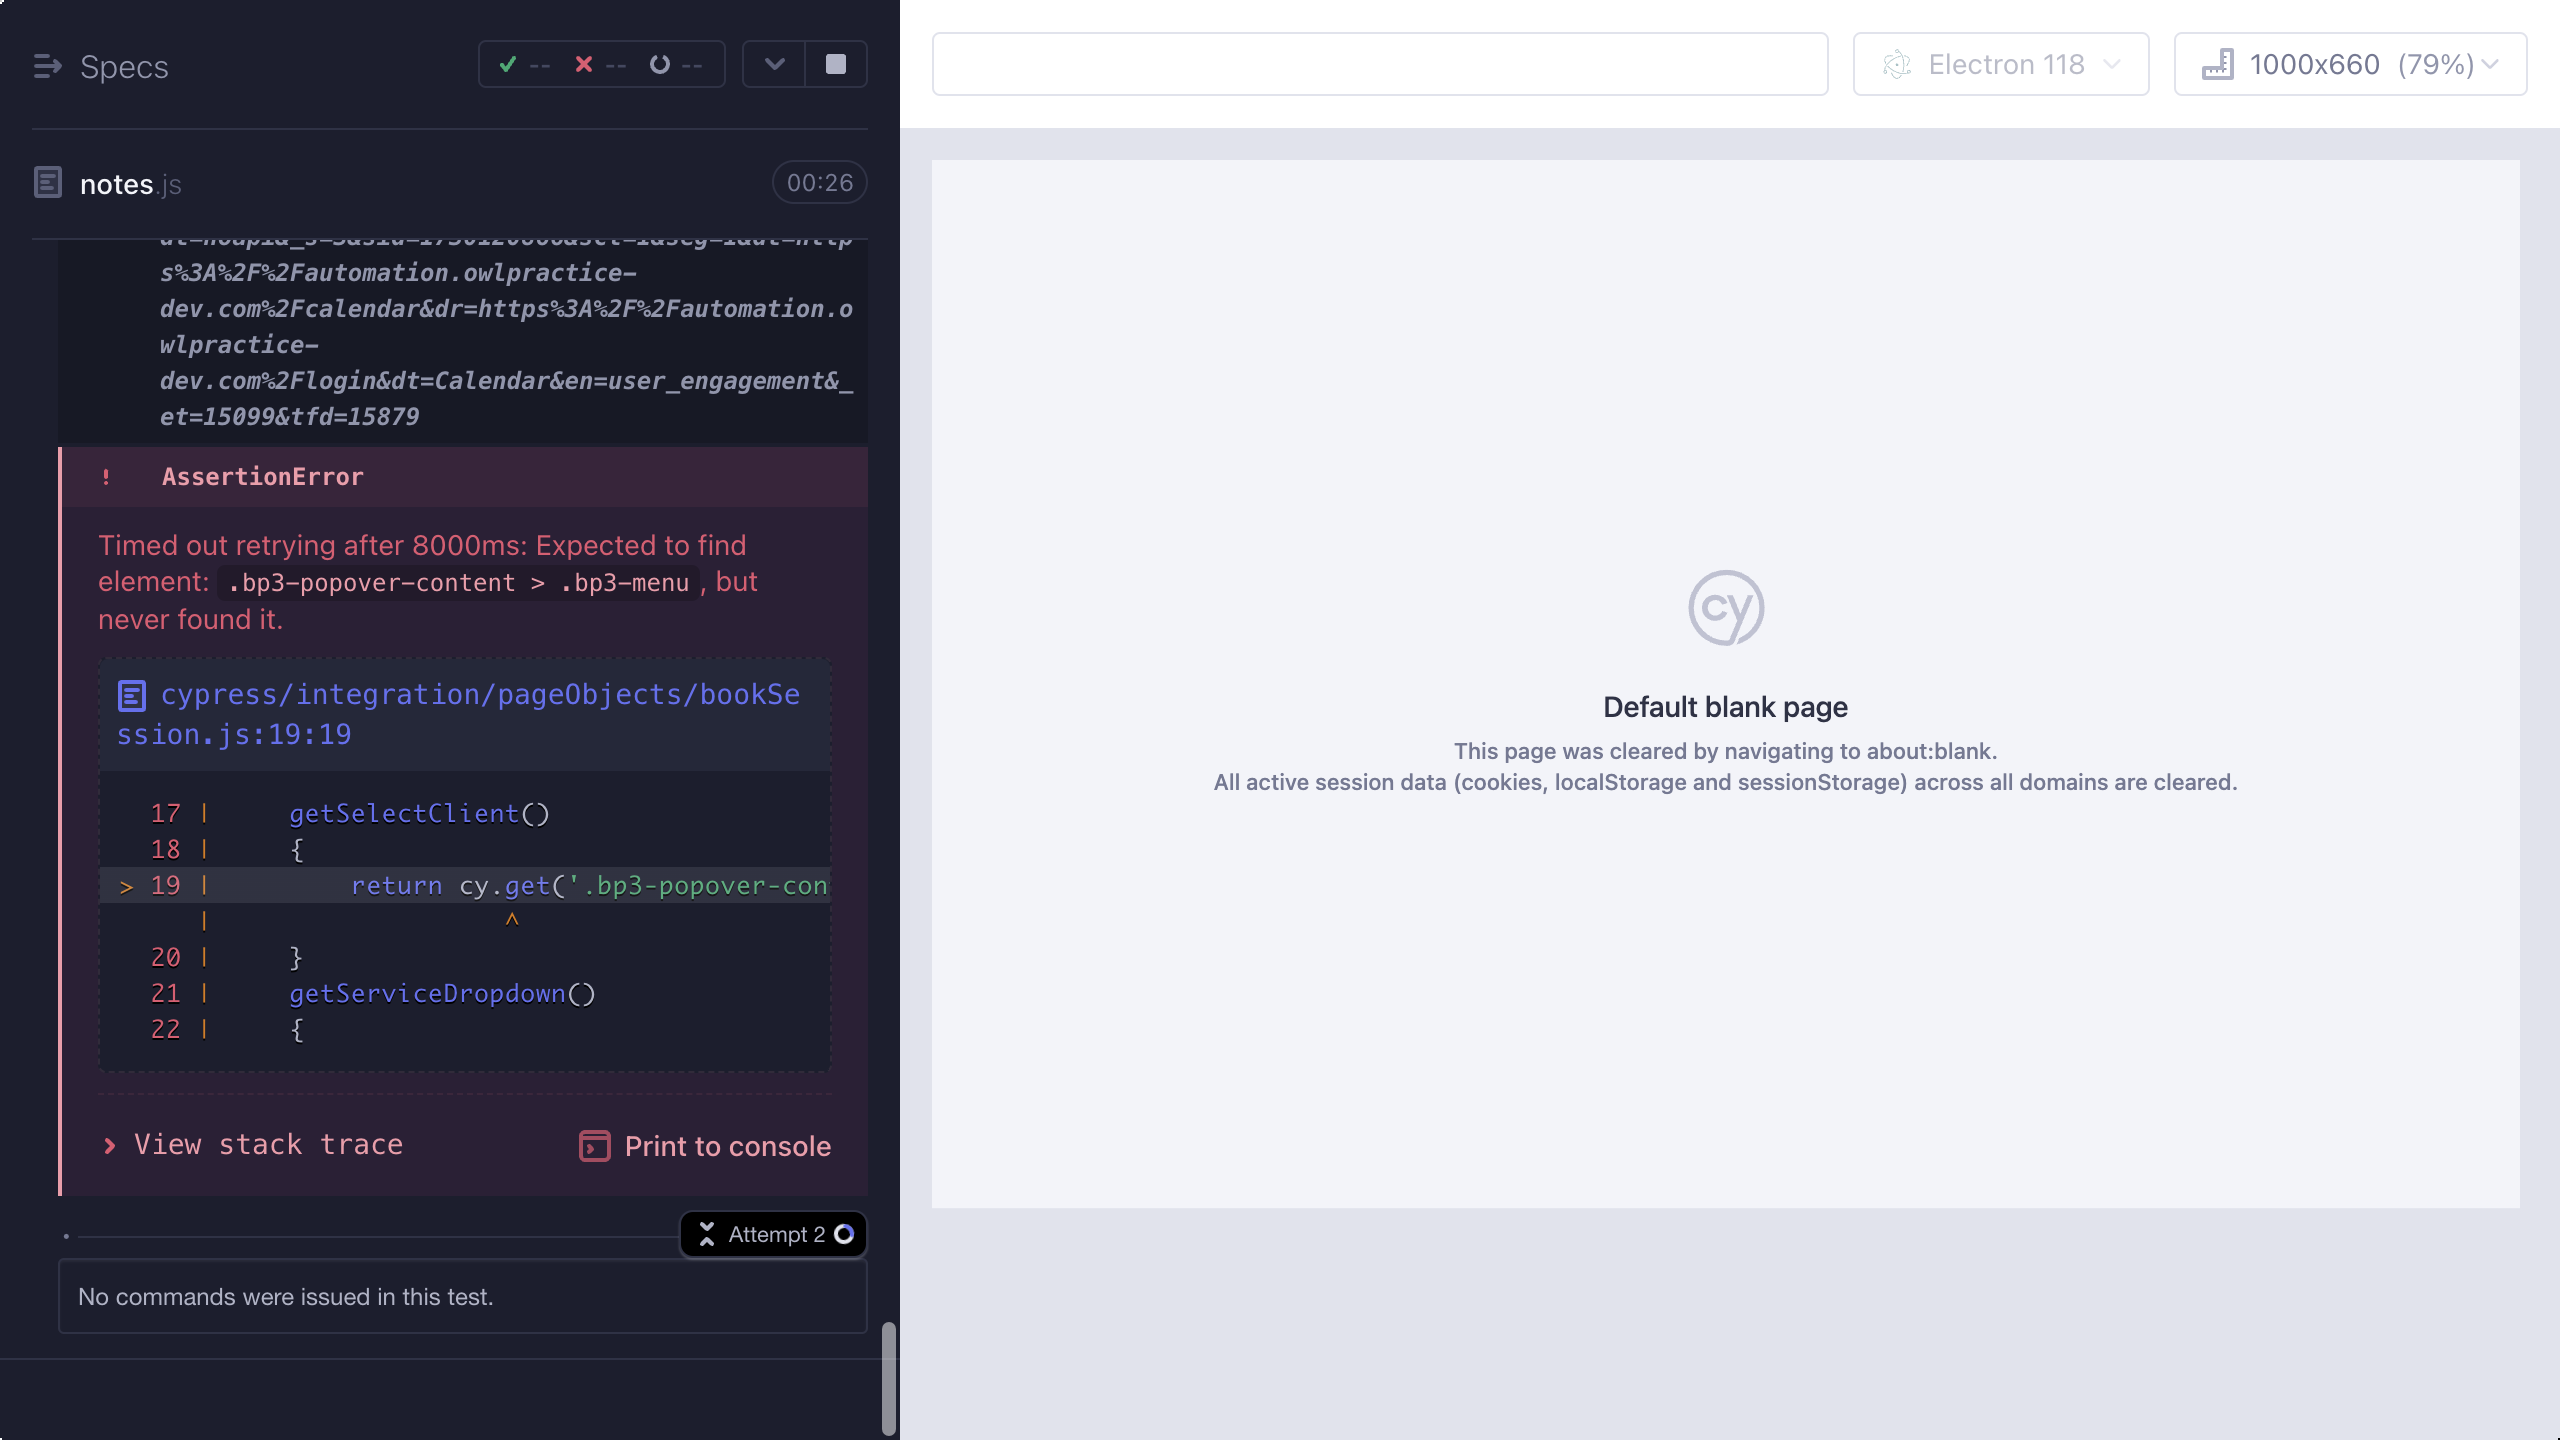 Specs
-- -- --
Electron 118
1000x660 (79%)
notes.js
00:26
s%3A%2F%2Fautomation.owlpractice-
dev.com%2Fcalendar&dr=https%3A%2F%2Fautomation.o
wlpractice-
dev.com%2Flogin&dt=Calendar&en=user_engagement&_
et=15099&tfd=15879
! AssertionError
Timed out retrying after 8000ms: Expected to find
element: .bp3-popover-content > .bp3-menu, but
never found it.
cypress/integration/pageObjects/bookSe
ssion.js:19:19
17 | getSelectClient()
18 | {
> 19 | return cy.get('.bp3-popover-con
| ^
20 | }
21 | getServiceDropdown()
22 | {
View stack trace
Print to console
Attempt 2
No commands were issued in this test.
cy
Default blank page
This page was cleared by navigating to about:blank.
All active session data (cookies, localStorage and sessionStorage) across all domains are cleared.